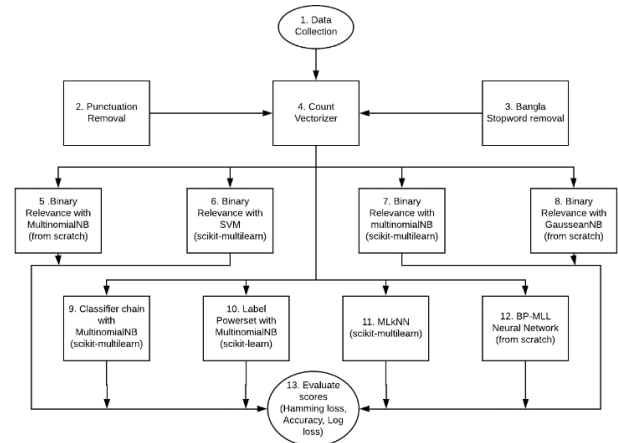 1. Data
Collection
2. Punctuation
Removal
4. Count
Vectorizer
3. Bangla
Stopword removal
5 .Binary
Relevance with
MultinomialNB
(from scratch)
6. Binary
Relevance with
SVM
(scikit-multilearn)
7. Binary
Relevance with
multinomialNB
(scikit-multilearn)
8. Binary
Relevance with
GausseanNB
(from scratch)
9. Classifier chain
with
MultinomialNB
(scikit-multilearn)
10. Label
Powerset with
MultinomialNB
(scikit-learn)
11. MLkNN
(scikit-multilearn)
12. BP-MLL
Neural Network
(from scratch)
13. Evaluate
scores
(Hamming loss,
Accuracy, Log
loss)